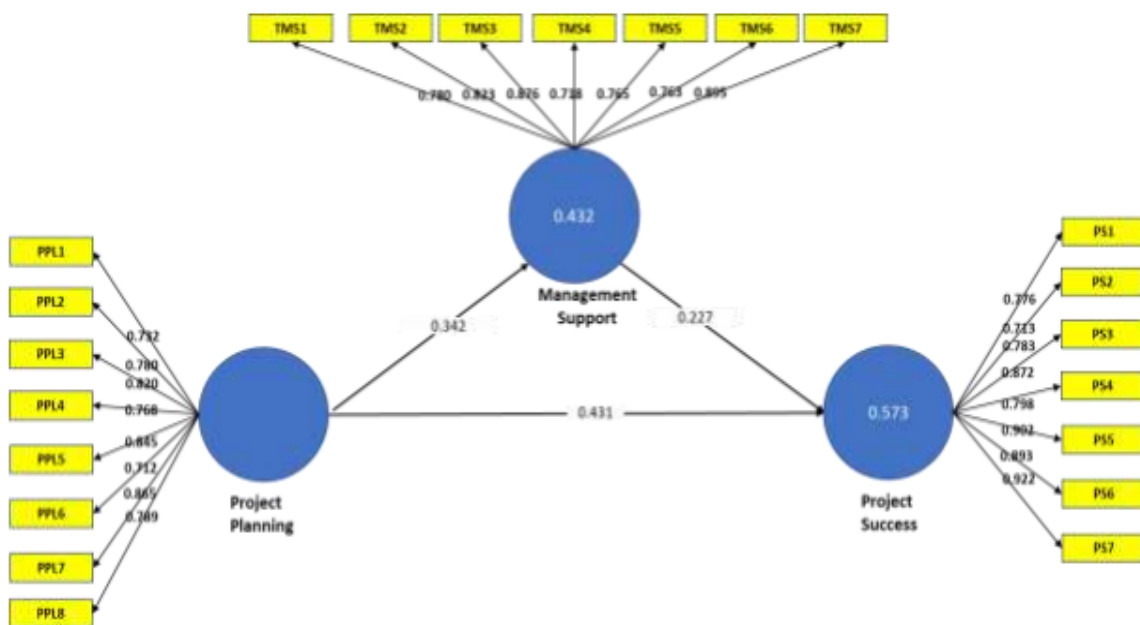 TMS1 TMS2 TMS3 TMS4 TMS5 TMS6 TMS7
0.780 0.823 0.876 0.718 0.765 0.763 0.895
0.432
Management
Support
PPL1
PPL2
PPL3
PPL4
PPL5
PPL6
PPL7
PPL8
0.732
0.780
0.820
0.768
0.845
0.712
0.865
0.789
Project
Planning
0.342
0.227
0.431
0.573
Project
Success
0.776
0.713
0.783
0.872
0.798
0.902
0.893
0.922
PS1
PS2
PS3
PS4
PS5
PS6
PS7